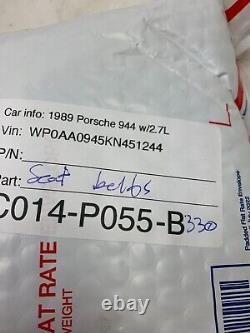 Car info: 1989 Porsche 944 w/2.7L
Vin: WP0AA0945KN451244
P/N:
Part: Seat belts
C014-P055-B330
AT RATE
WEIGHT
Padded Flat Rate Envelope